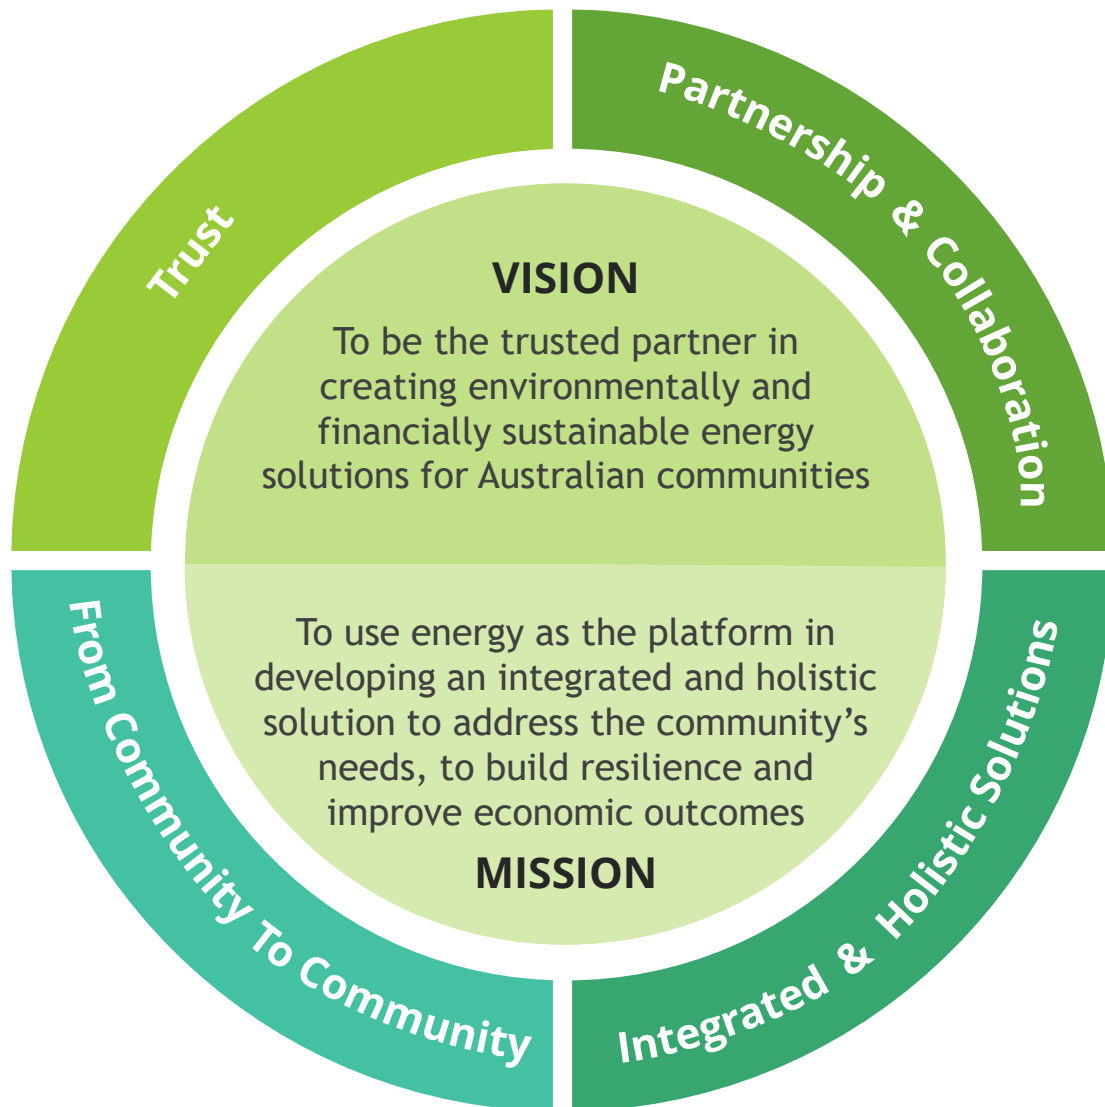 Trust
Partnership & Collaboration
VISION
To be the trusted partner in
creating environmentally and
financially sustainable energy
solutions for Australian communities
To use energy as the platform in
developing an integrated and holistic
solution to address the community’s
needs, to build resilience and
improve economic outcomes
MISSION
From Community To Community
Integrated & Holistic Solutions